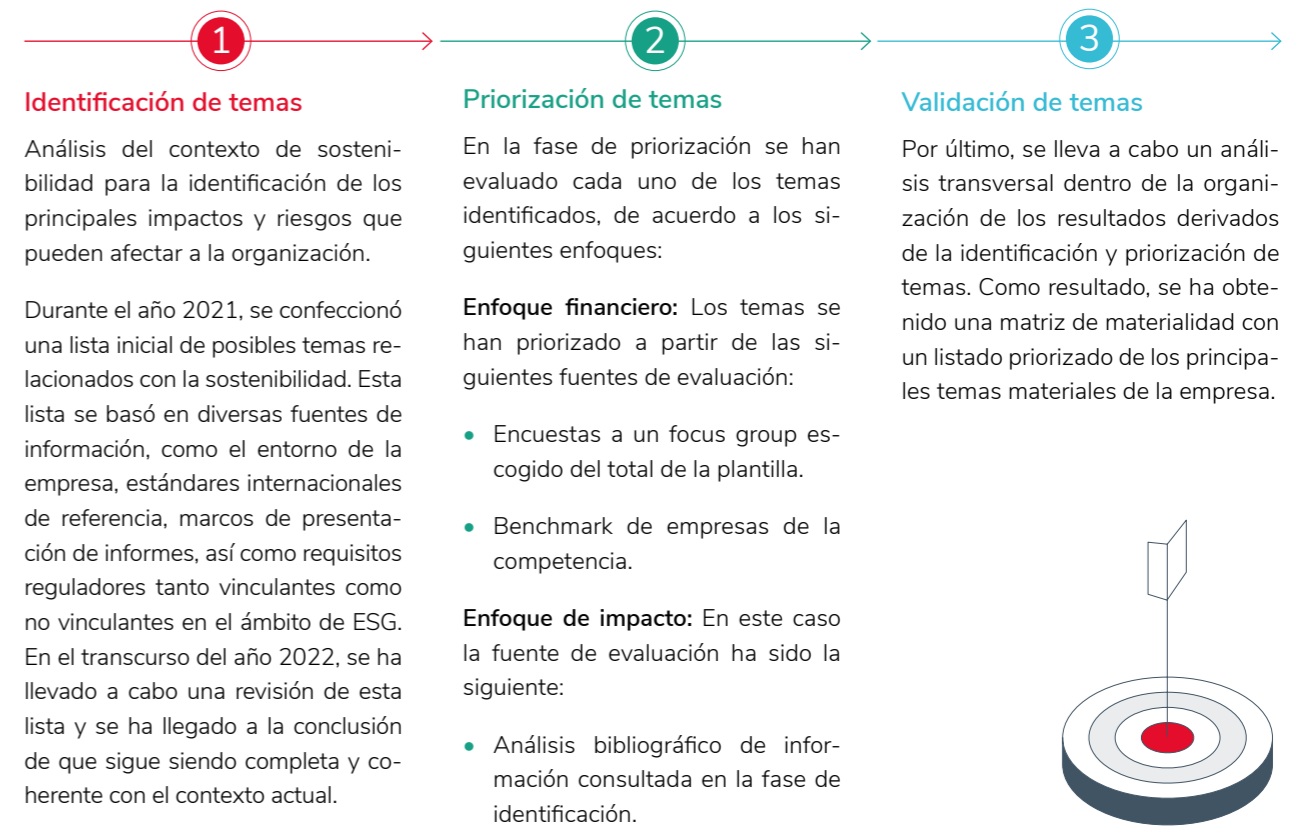 1
Identificación de temas
Análisis del contexto de sosteni-
bilidad para la identificación de los
principales impactos y riesgos que
pueden afectar a la organización.
Durante el año 2021, se confeccionó
una lista inicial de posibles temas re-
lacionados con la sostenibilidad. Esta
lista se basó en diversas fuentes de
información, como el entorno de la
empresa, estándares internacionales
de referencia, marcos de presenta-
ción de informes, así como requisitos
reguladores tanto vinculantes como
no vinculantes en el ámbito de ESG.
En el transcurso del año 2022, se ha
llevado a cabo una revisión de esta
lista y se ha llegado a la conclusión
de que sigue siendo completa y co-
herente con el contexto actual.
2
Priorización de temas
En la fase de priorización se han
evaluado cada uno de los temas
identificados, de acuerdo a los si-
guientes enfoques:
Enfoque financiero: Los temas se
han priorizado a partir de las si-
guientes fuentes de evaluación:
• Encuestas a un focus group es-
cogido del total de la plantilla.
• Benchmark de empresas de la
competencia.
Enfoque de impacto: En este caso
la fuente de evaluación ha sido la
siguiente:
• Análisis bibliográfico de infor-
mación consultada en la fase de
identificación.
3
Validación de temas
Por último, se lleva a cabo un análi-
sis transversal dentro de la organi-
zación de los resultados derivados
de la identificación y priorización de
temas. Como resultado, se ha obte-
nido una matriz de materialidad con
un listado priorizado de los principa-
les temas materiales de la empresa.